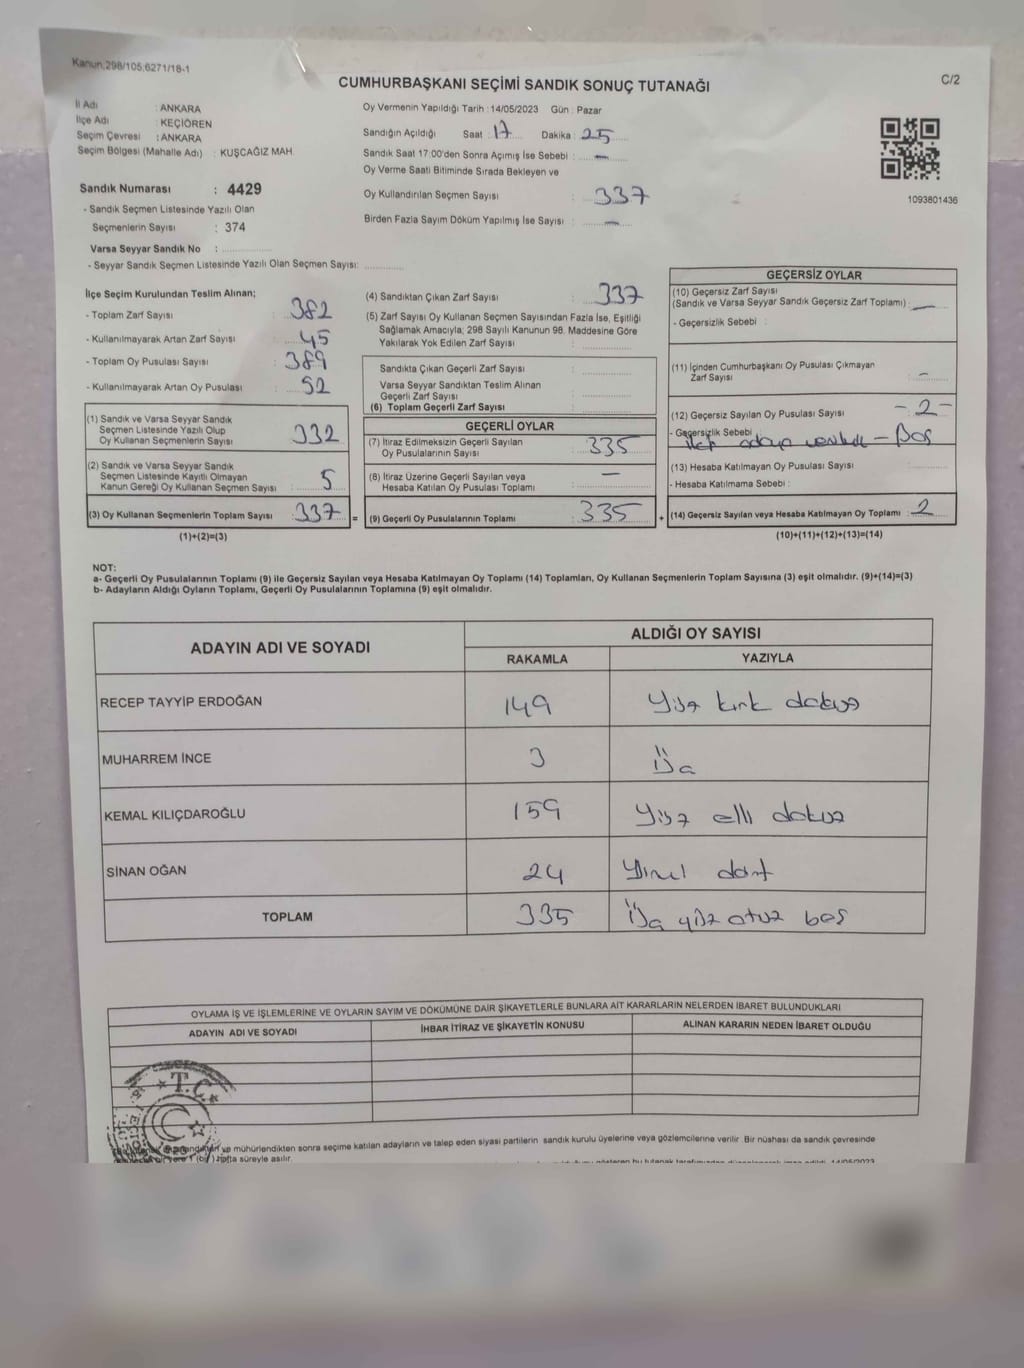 Kanun:298/105;6271/18-1
CUMHURBAŞKANI SEÇİMİ SANDIK SONUÇ TUTANAĞI
C/2
İl Adı : ANKARA
İlçe Adı : KEÇİÖREN
Seçim Çevresi : ANKARA
Seçim Bölgesi (Mahalle Adı) : KUŞCAĞIZ MAH.
Sandık Numarası : 4429
- Sandık Seçmen Listesinde Yazılı Olan
Seçmenlerin Sayısı : 374
Varsa Seyyar Sandık No :
- Seyyar Sandık Seçmen Listesinde Yazılı Olan Seçmen Sayısı:
Oy Vermenin Yapıldığı Tarih :14/05/2023 Gün : Pazar
Sandığın Açıldığı Saat : 17 Dakika : 25
Sandık Saat 17:00'den Sonra Açımış İse Sebebi : —
Oy Verme Saati Bitiminde Sırada Bekleyen ve
Oy Kullandırılan Seçmen Sayısı : 337
Birden Fazla Sayım Döküm Yapılmış İse Sayısı : —
1093801436
İlçe Seçim Kurulundan Teslim Alınan;
- Toplam Zarf Sayısı : 382
- Kullanılmayarak Artan Zarf Sayısı : 45
- Toplam Oy Pusulası Sayısı : 389
- Kullanılmayarak Artan Oy Pusulası : 52
(1) Sandık ve Varsa Seyyar Sandık
Seçmen Listesinde Yazılı Olup
Oy Kullanan Seçmenlerin Sayısı 332
(2) Sandık ve Varsa Seyyar Sandık
Seçmen Listesinde Kayıtlı Olmayan
Kanun Gereği Oy Kullanan Seçmen Sayısı 5
(3) Oy Kullanan Seçmenlerin Toplam Sayısı 337 =
(1)+(2)=(3)
(4) Sandıktan Çıkan Zarf Sayısı : 337
(5) Zarf Sayısı Oy Kullanan Seçmen Sayısından Fazla İse, Eşitliği
Sağlamak Amacıyla; 298 Sayılı Kanunun 98. Maddesine Göre
Yakılarak Yok Edilen Zarf Sayısı :
Sandıkta Çıkan Geçerli Zarf Sayısı :
Varsa Seyyar Sandıktan Teslim Alınan
Geçerli Zarf Sayısı :
(6) Toplam Geçerli Zarf Sayısı :
GEÇERLİ OYLAR
(7) İtiraz Edilmeksizin Geçerli Sayılan
Oy Pusulalarının Sayısı : 335
(8) İtiraz Üzerine Geçerli Sayılan veya
Hesaba Katılan Oy Pusulası Toplamı : —
(9) Geçerli Oy Pusulalarının Toplamı : 335 +
GEÇERSİZ OYLAR
(10) Geçersiz Zarf Sayısı
(Sandık ve Varsa Seyyar Sandık Geçersiz Zarf Toplamı) : —
- Geçersizlik Sebebi :
(11) İçinden Cumhurbaşkanı Oy Pusulası Çıkmayan
Zarf Sayısı : —
(12) Geçersiz Sayılan Oy Pusulası Sayısı : -2-
- Geçersizlik Sebebi — Boş
(13) Hesaba Katılmayan Oy Pusulası Sayısı :
- Hesaba Katılmama Sebebi :
(14) Geçersiz Sayılan veya Hesaba Katılmayan Oy Toplamı : 2
(10)+(11)+(12)+(13)=(14)
NOT:
a- Geçerli Oy Pusulalarının Toplamı (9) ile Geçersiz Sayılan veya Hesaba Katılmayan Oy Toplamı (14) Toplamları, Oy Kullanan Seçmenlerin Toplam Sayısına (3) eşit olmalıdır. (9)+(14)=(3)
b- Adayların Aldığı Oyların Toplamı, Geçerli Oy Pusulalarının Toplamına (9) eşit olmalıdır.
ADAYIN ADI VE SOYADI ALDIĞI OY SAYISI
RAKAMLA YAZIYLA
RECEP TAYYİP ERDOĞAN 149 Yüz kırk dokuz
MUHARREM İNCE 3 Üç
KEMAL KILIÇDAROĞLU 159 Yüz elli dokuz
SİNAN OĞAN 24 Yirmi dört
TOPLAM 335 Üç yüz otuz beş
OYLAMA İŞ VE İŞLEMLERİNE VE OYLARIN SAYIM VE DÖKÜMÜNE DAİR ŞİKAYETLERLE BUNLARA AİT KARARLARIN NELERDEN İBARET BULUNDUKLARI
ADAYIN ADI VE SOYADI İHBAR İTİRAZ VE ŞİKAYETİN KONUSU ALINAN KARARIN NEDEN İBARET OLDUĞU
T.C.
ve mühürlendikten sonra seçime katılan adayların ve talep eden siyasi partilerin sandık kurulu üyelerine veya gözlemcilerine verilir. Bir nüshası da sandık çevresinde
hafta süreyle asılır.